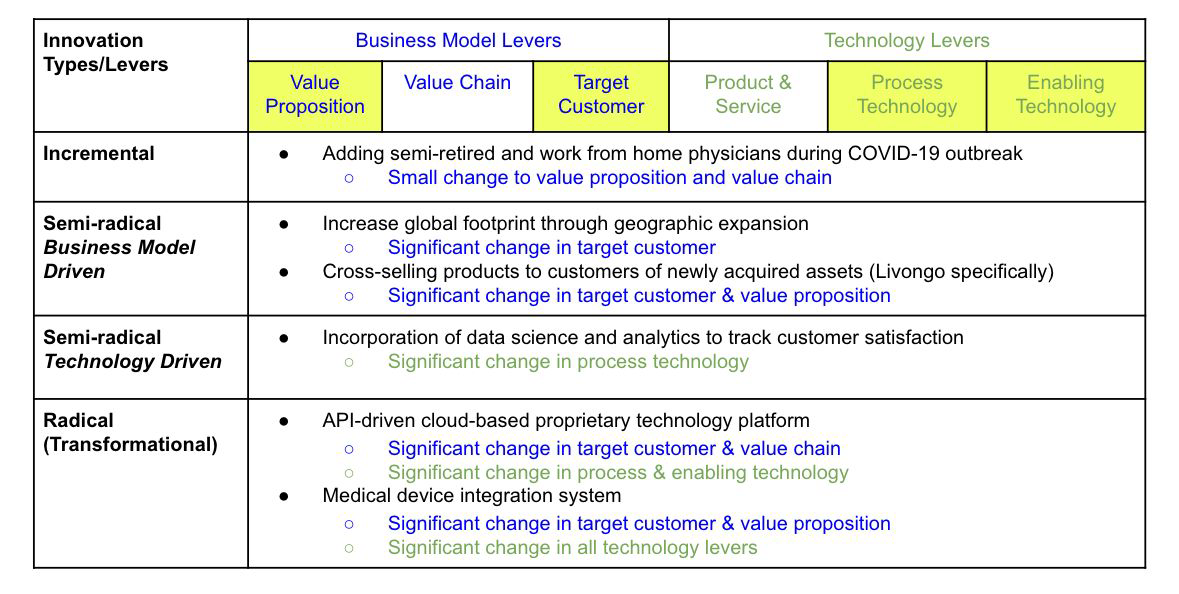 Innovation
Types/Levers
Business Model Levers
Technology Levers
Value
Proposition
Value Chain
Target
Customer
Product &
Service
Process
Technology
Enabling
Technology
Incremental
● Adding semi-retired and work from home physicians during COVID-19 outbreak
○ Small change to value proposition and value chain
Semi-radical
Business Model
Driven
● Increase global footprint through geographic expansion
○ Significant change in target customer
● Cross-selling products to customers of newly acquired assets (Livongo specifically)
○ Significant change in target customer & value proposition
Semi-radical
Technology Driven
● Incorporation of data science and analytics to track customer satisfaction
○ Significant change in process technology
Radical
(Transformational)
● API-driven cloud-based proprietary technology platform
○ Significant change in target customer & value chain
○ Significant change in process & enabling technology
● Medical device integration system
○ Significant change in target customer & value proposition
○ Significant change in all technology levers